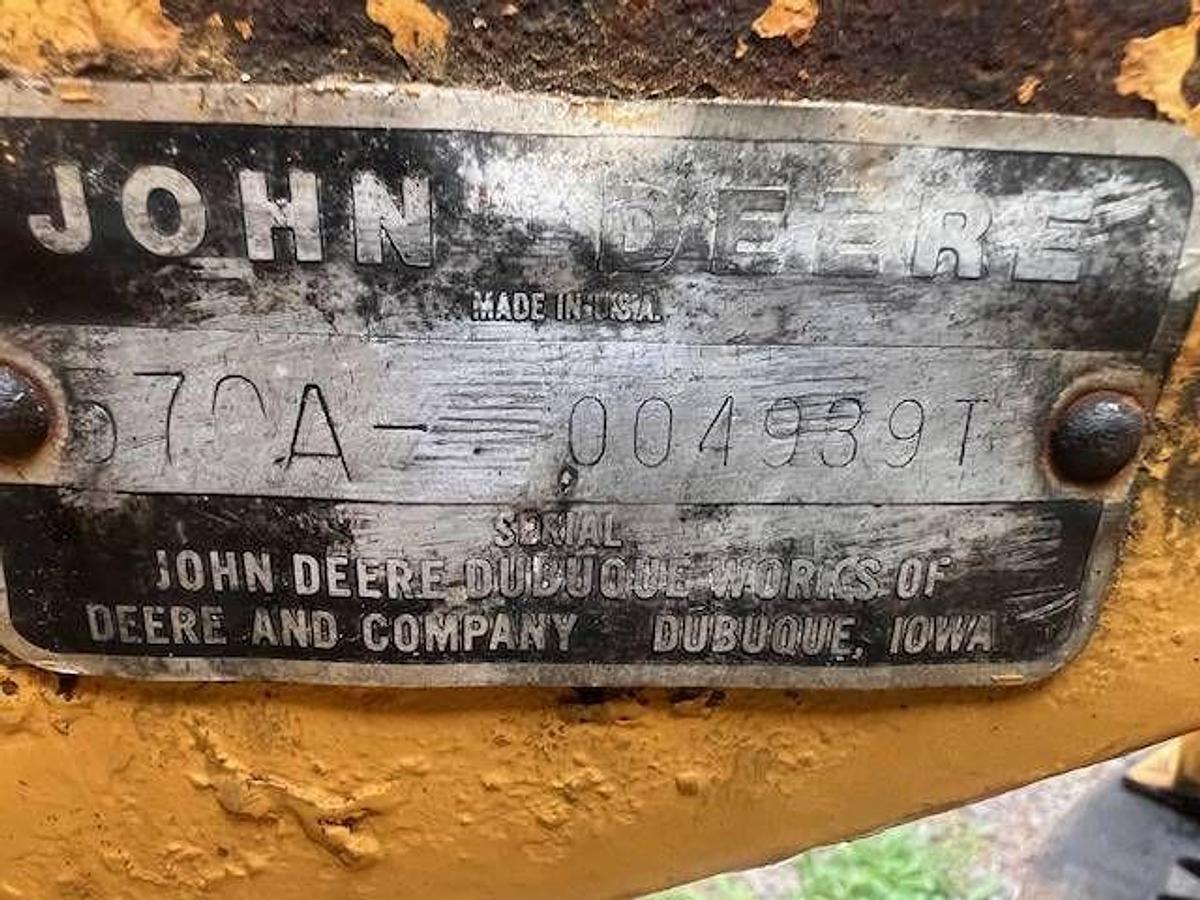 JOHN DEERE
MADE IN U.S.A.
570A- 004939T
SERIAL
JOHN DEERE DUBUQUE WORKS OF
DEERE AND COMPANY DUBUQUE, IOWA